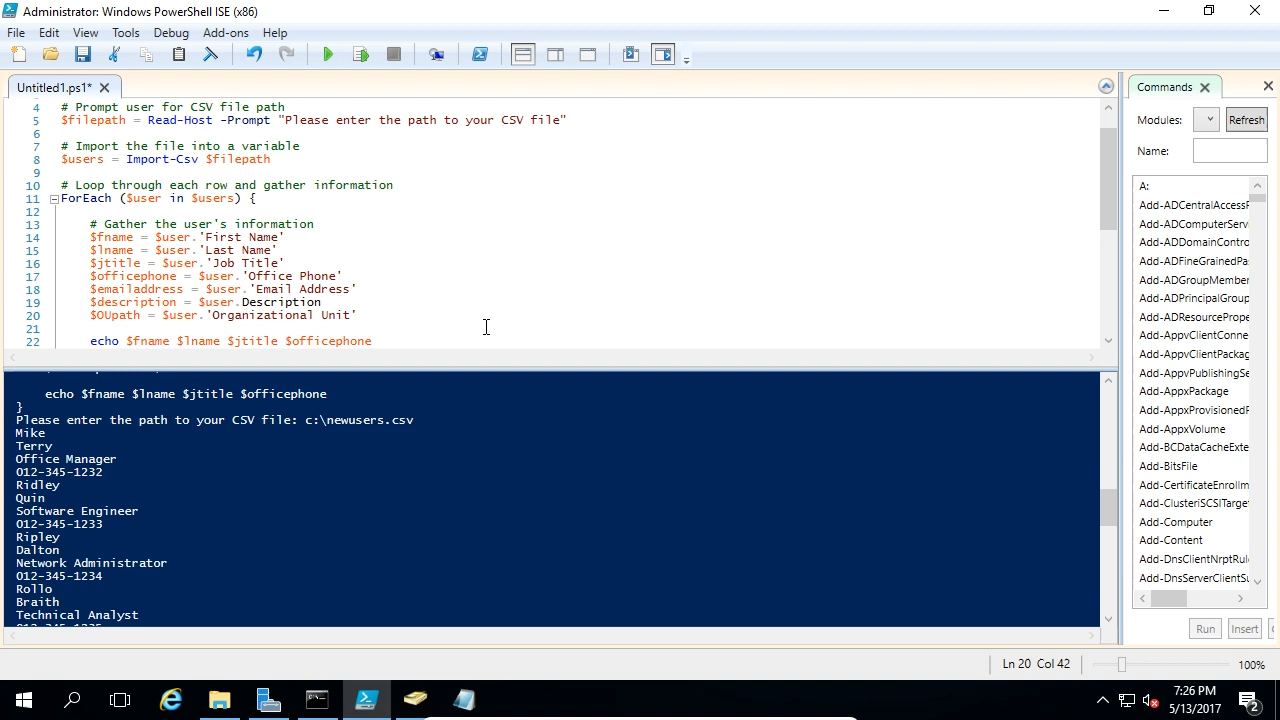 Administrator: Windows PowerShell ISE (x86)
File Edit View Tools Debug Add-ons Help
Untitled1.ps1*
4 # Prompt user for CSV file path
5 $filepath = Read-Host -Prompt "Please enter the path to your CSV file"
6
7 # Import the file into a variable
8 $users = Import-Csv $filepath
9
10 # Loop through each row and gather information
11 ForEach ($user in $users) {
12
13 # Gather the user's information
14 $fname = $user.'First Name'
15 $lname = $user.'Last Name'
16 $jtitle = $user.'Job Title'
17 $officephone = $user.'Office Phone'
18 $emailaddress = $user.'Email Address'
19 $description = $user.Description
20 $OUpath = $user.'Organizational Unit'
21
22 echo $fname $lname $jtitle $officephone
echo $fname $lname $jtitle $officephone
}
Please enter the path to your CSV file: c:\newusers.csv
Mike
Terry
Office Manager
012-345-1232
Ridley
Quin
Software Engineer
012-345-1233
Ripley
Dalton
Network Administrator
012-345-1234
Rollo
Braith
Technical Analyst
Commands
Modules: Refresh
Name:
A:
Add-ADCentralAccessP
Add-ADComputerServi
Add-ADDomainContro
Add-ADFineGrainedPa
Add-ADGroupMember
Add-ADPrincipalGroup
Add-ADResourcePrope
Add-AppvClientConne
Add-AppvClientPackag
Add-AppvPublishingSe
Add-AppxPackage
Add-AppxProvisionedP
Add-AppxVolume
Add-BCDataCacheExte
Add-BitsFile
Add-CertificateEnrollm
Add-ClusteriSCSITarget
Add-Computer
Add-Content
Add-DnsClientNrptRul
Add-DnsServerClientSu
Run Insert
Ln 20 Col 42 100%
7:26 PM
5/13/2017
2